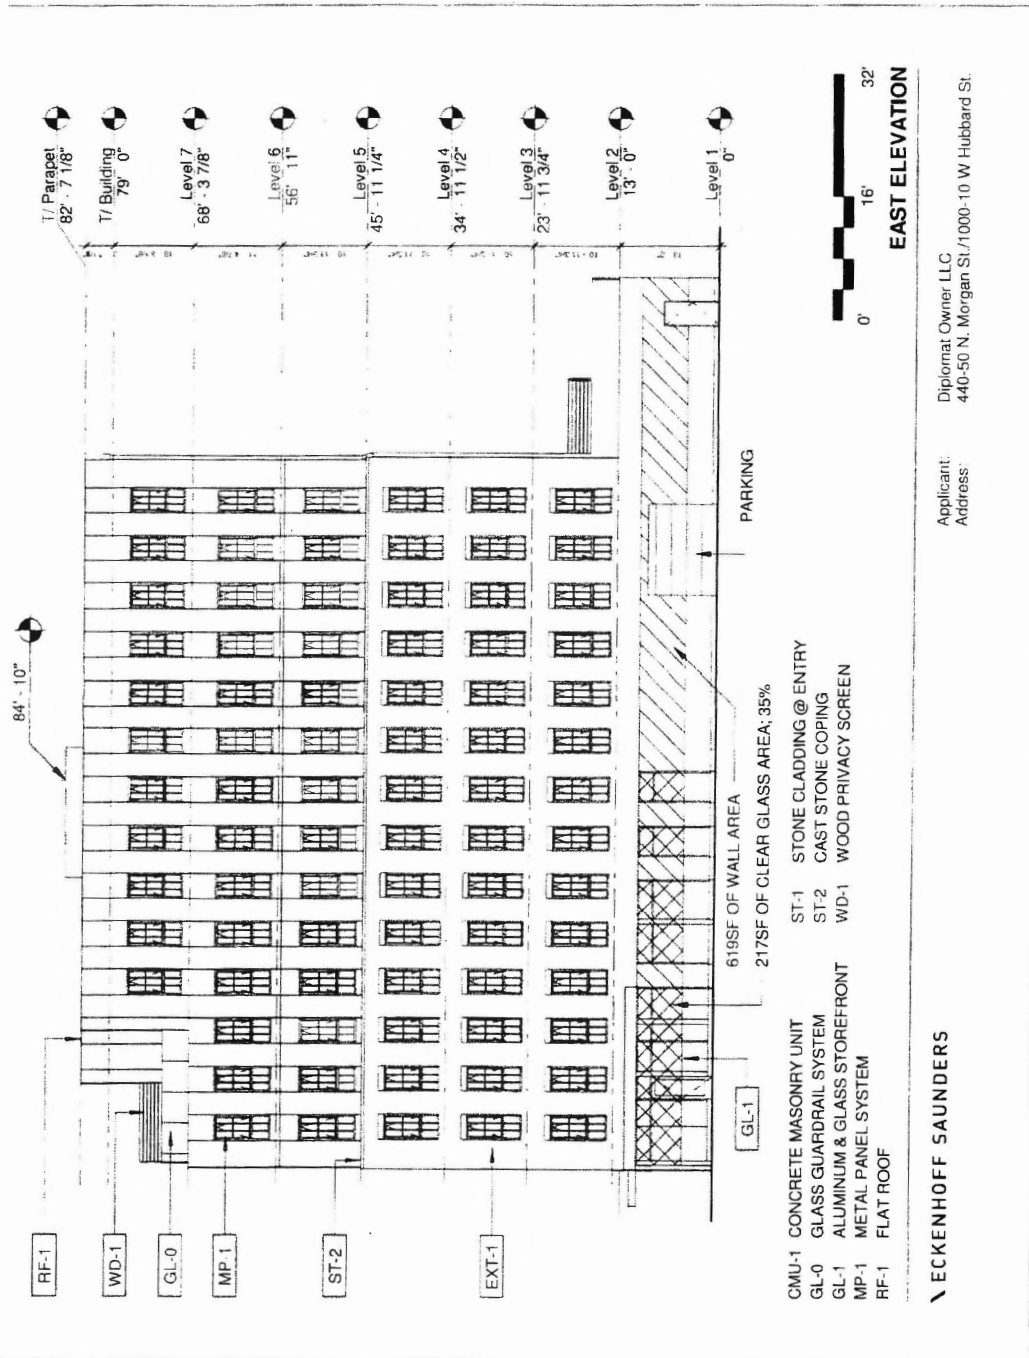 84' - 10"
T/ Parapet
82' - 7 1/8"
T/ Building
79' 0"
Level 7
68' - 3 7/8"
Level 6
56' 11"
Level 5
45' - 11 1/4"
Level 4
34' - 11 1/2"
Level 3
23' - 11 3/4"
Level 2
13' - 0"
Level 1
0"
RF-1
WD-1
GL-0
MP-1
ST-2
EXT-1
GL-1
619SF OF WALL AREA
217SF OF CLEAR GLASS AREA; 35%
PARKING
CMU-1 CONCRETE MASONRY UNIT
GL-0 GLASS GUARDRAIL SYSTEM
GL-1 ALUMINUM & GLASS STOREFRONT
MP-1 METAL PANEL SYSTEM
RF-1 FLAT ROOF
ST-1 STONE CLADDING @ ENTRY
ST-2 CAST STONE COPING
WD-1 WOOD PRIVACY SCREEN
0' 16' 32'
EAST ELEVATION
\ ECKENHOFF SAUNDERS
Applicant: Diplomat Owner LLC
Address: 440-50 N. Morgan St./1000-10 W Hubbard St.